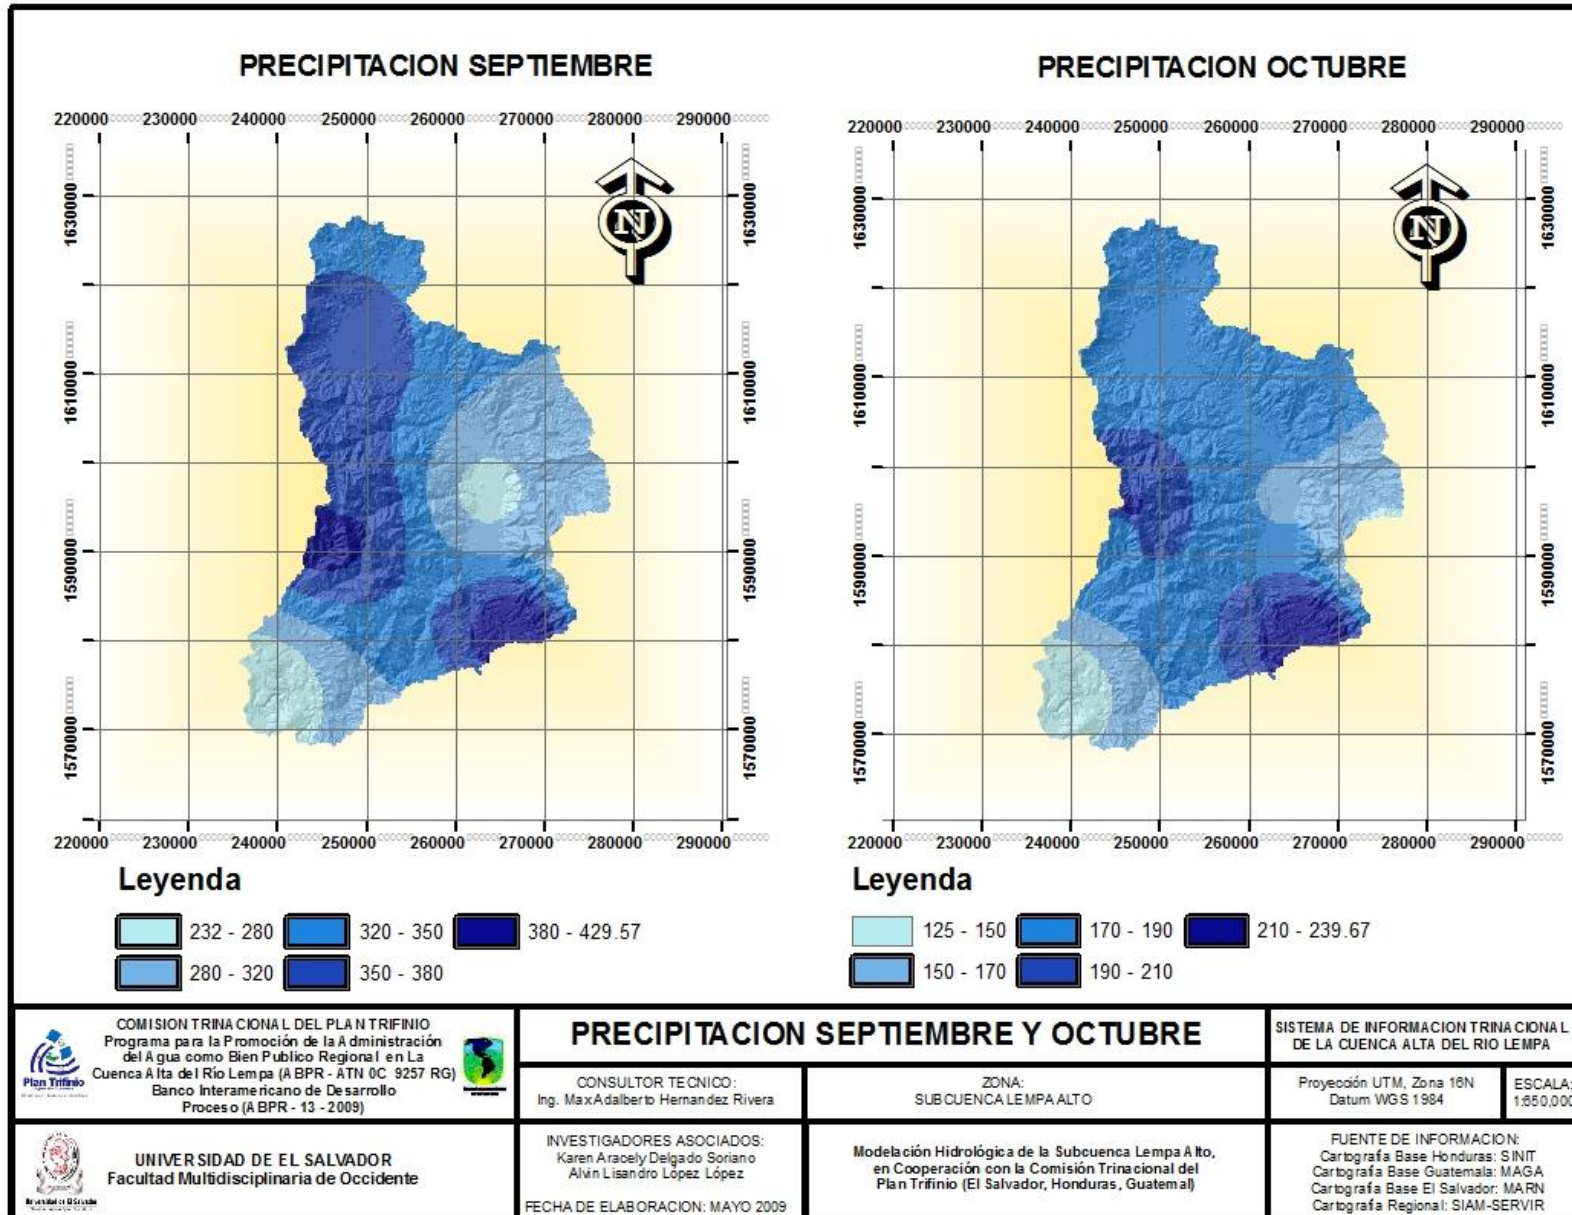 PRECIPITACION SEPTIEMBRE
220000 230000 240000 250000 260000 270000 280000 290000
1630000
1610000
1590000
1570000
N
1630000
1610000
1590000
1570000
220000 230000 240000 250000 260000 270000 280000 290000
Leyenda
232 - 280
320 - 350
380 - 429.57
280 - 320
350 - 380
PRECIPITACION OCTUBRE
220000 230000 240000 250000 260000 270000 280000 290000
1630000
1610000
1590000
1570000
N
1630000
1610000
1590000
1570000
220000 230000 240000 250000 260000 270000 280000 290000
Leyenda
125 - 150
170 - 190
210 - 239.67
150 - 170
190 - 210
Plan Trifinio
COMISION TRINACIONAL DEL PLAN TRIFINIO
Programa para la Promoción de la Administración
del Agua como Bien Publico Regional en La
Cuenca Alta del Río Lempa (ABPR - ATN OC 9257 RG)
Banco Interamericano de Desarrollo
Proceso (ABPR - 13 - 2009)
PRECIPITACION SEPTIEMBRE Y OCTUBRE
SISTEMA DE INFORMACION TRINACIONAL
DE LA CUENCA ALTA DEL RIO LEMPA
CONSULTOR TECNICO:
Ing. Max Adalberto Hernandez Rivera
ZONA:
SUBCUENCA LEMPA ALTO
Proyección UTM, Zona 16N
Datum WGS 1984
ESCALA:
1:650,000
Universidad de El Salvador
UNIVERSIDAD DE EL SALVADOR
Facultad Multidisciplinaria de Occidente
INVESTIGADORES ASOCIADOS:
Karen Aracely Delgado Soriano
Alvin Lisandro López López
FECHA DE ELABORACION: MAYO 2009
Modelación Hidrológica de la Subcuenca Lempa Alto,
en Cooperación con la Comisión Trinacional del
Plan Trifinio (El Salvador, Honduras, Guatemal)
FUENTE DE INFORMACION:
Cartografía Base Honduras: SINIT
Cartografía Base Guatemala: MAGA
Cartografía Base El Salvador: MARN
Cartografía Regional: SIAM-SERVIR